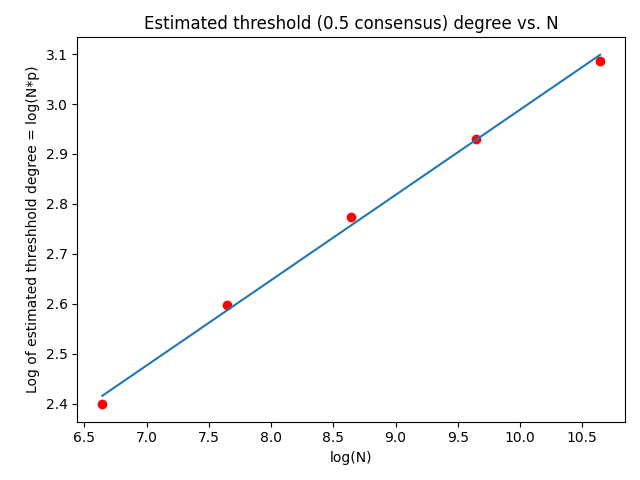 Estimated threshold (0.5 consensus) degree vs. N
Log of estimated threshhold degree = log(N*p)
3.1
3.0
2.9
2.8
2.7
2.6
2.5
2.4
6.5 7.0 7.5 8.0 8.5 9.0 9.5 10.0 10.5
log(N)